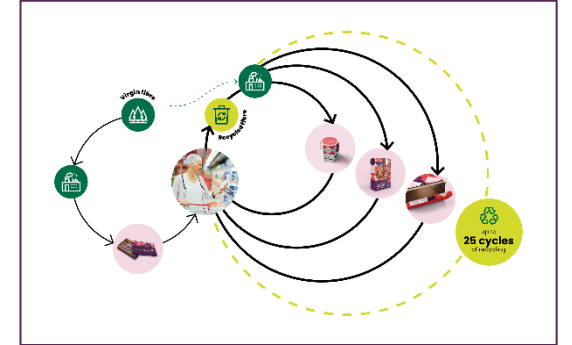 Virgin fibre
Recycled fibre
up to
25 cycles
of recycling